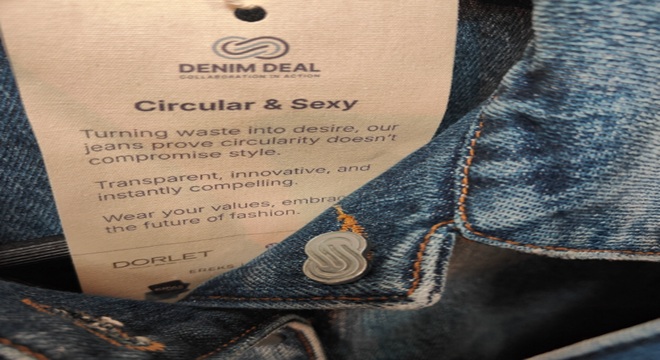 DENIM DEAL
COLLABORATION IN ACTION
Circular & Sexy
Turning waste into desire, our
jeans prove circularity doesn't
compromise style.
Transparent, innovative, and
instantly compelling.
Wear your values,
the future of fashion.
DORLET